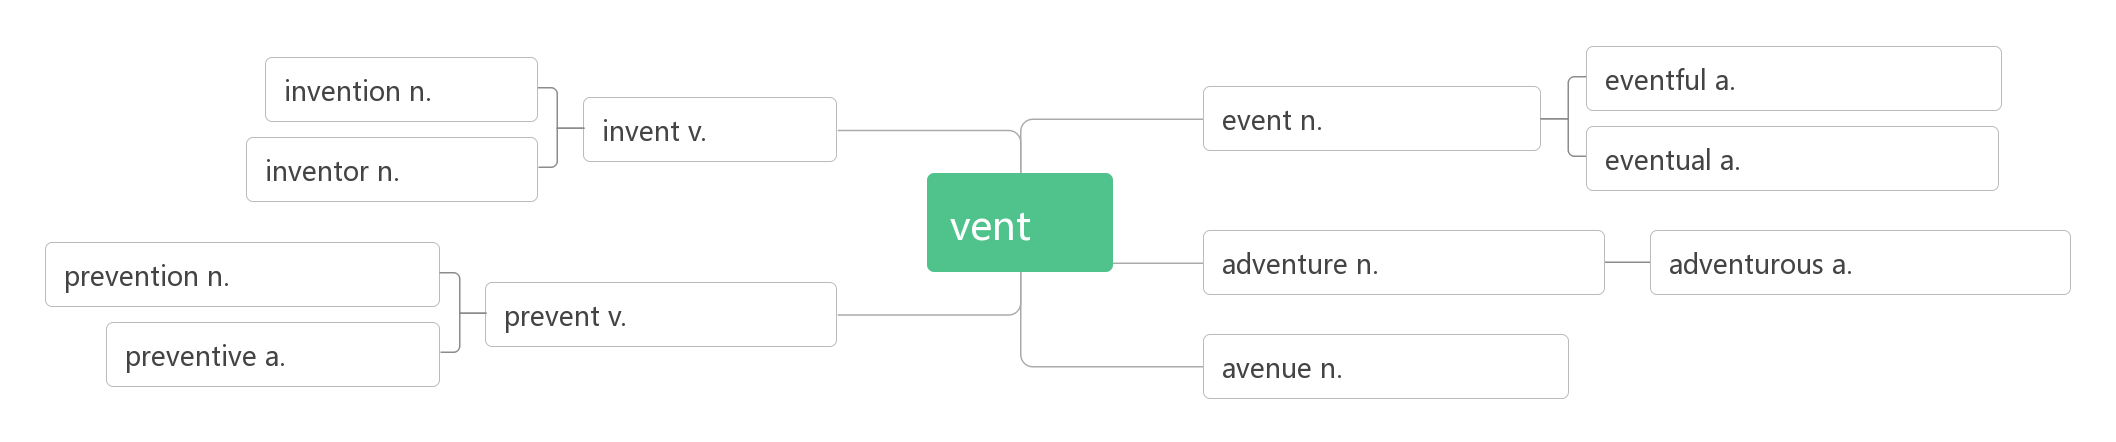 invention n.
inventor n.
invent v.
prevention n.
preventive a.
prevent v.
vent
event n.
eventful a.
eventual a.
adventure n.
adventurous a.
avenue n.